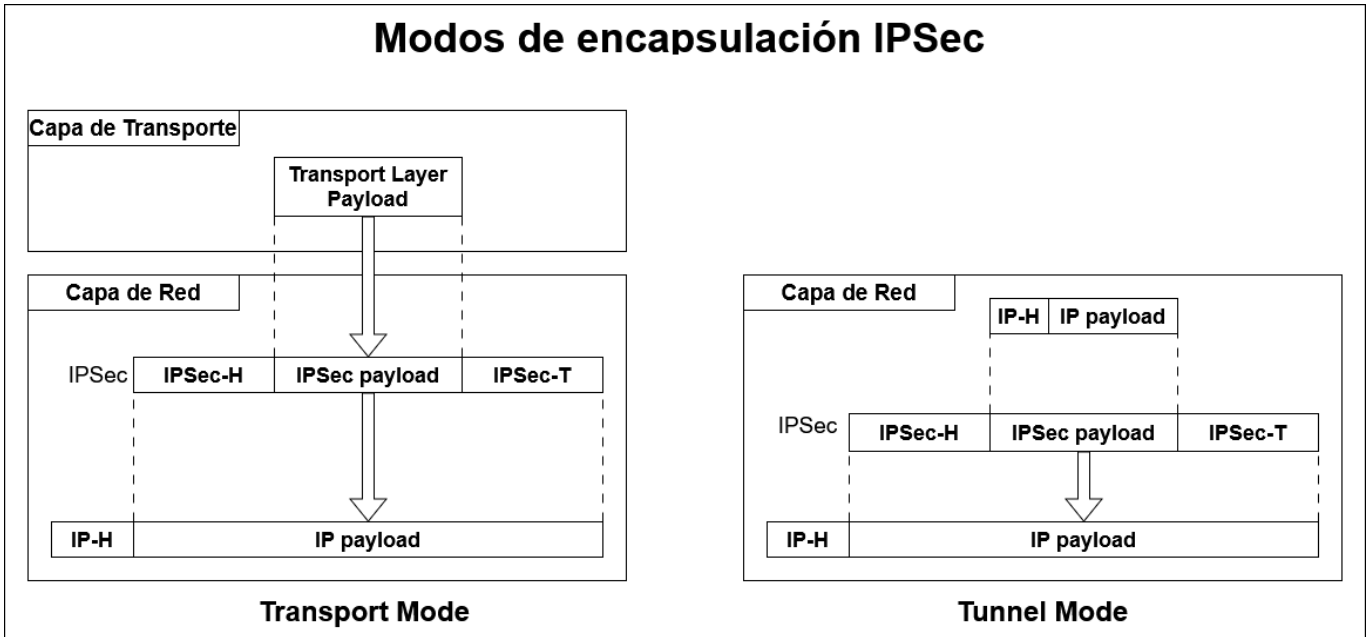 Modos de encapsulación IPSec
Capa de Transporte
Transport Layer
Payload
Capa de Red
IPSec
IPSec-H
IPSec payload
IPSec-T
IP-H
IP payload
Transport Mode
Capa de Red
IP-H
IP payload
IPSec
IPSec-H
IPSec payload
IPSec-T
IP-H
IP payload
Tunnel Mode